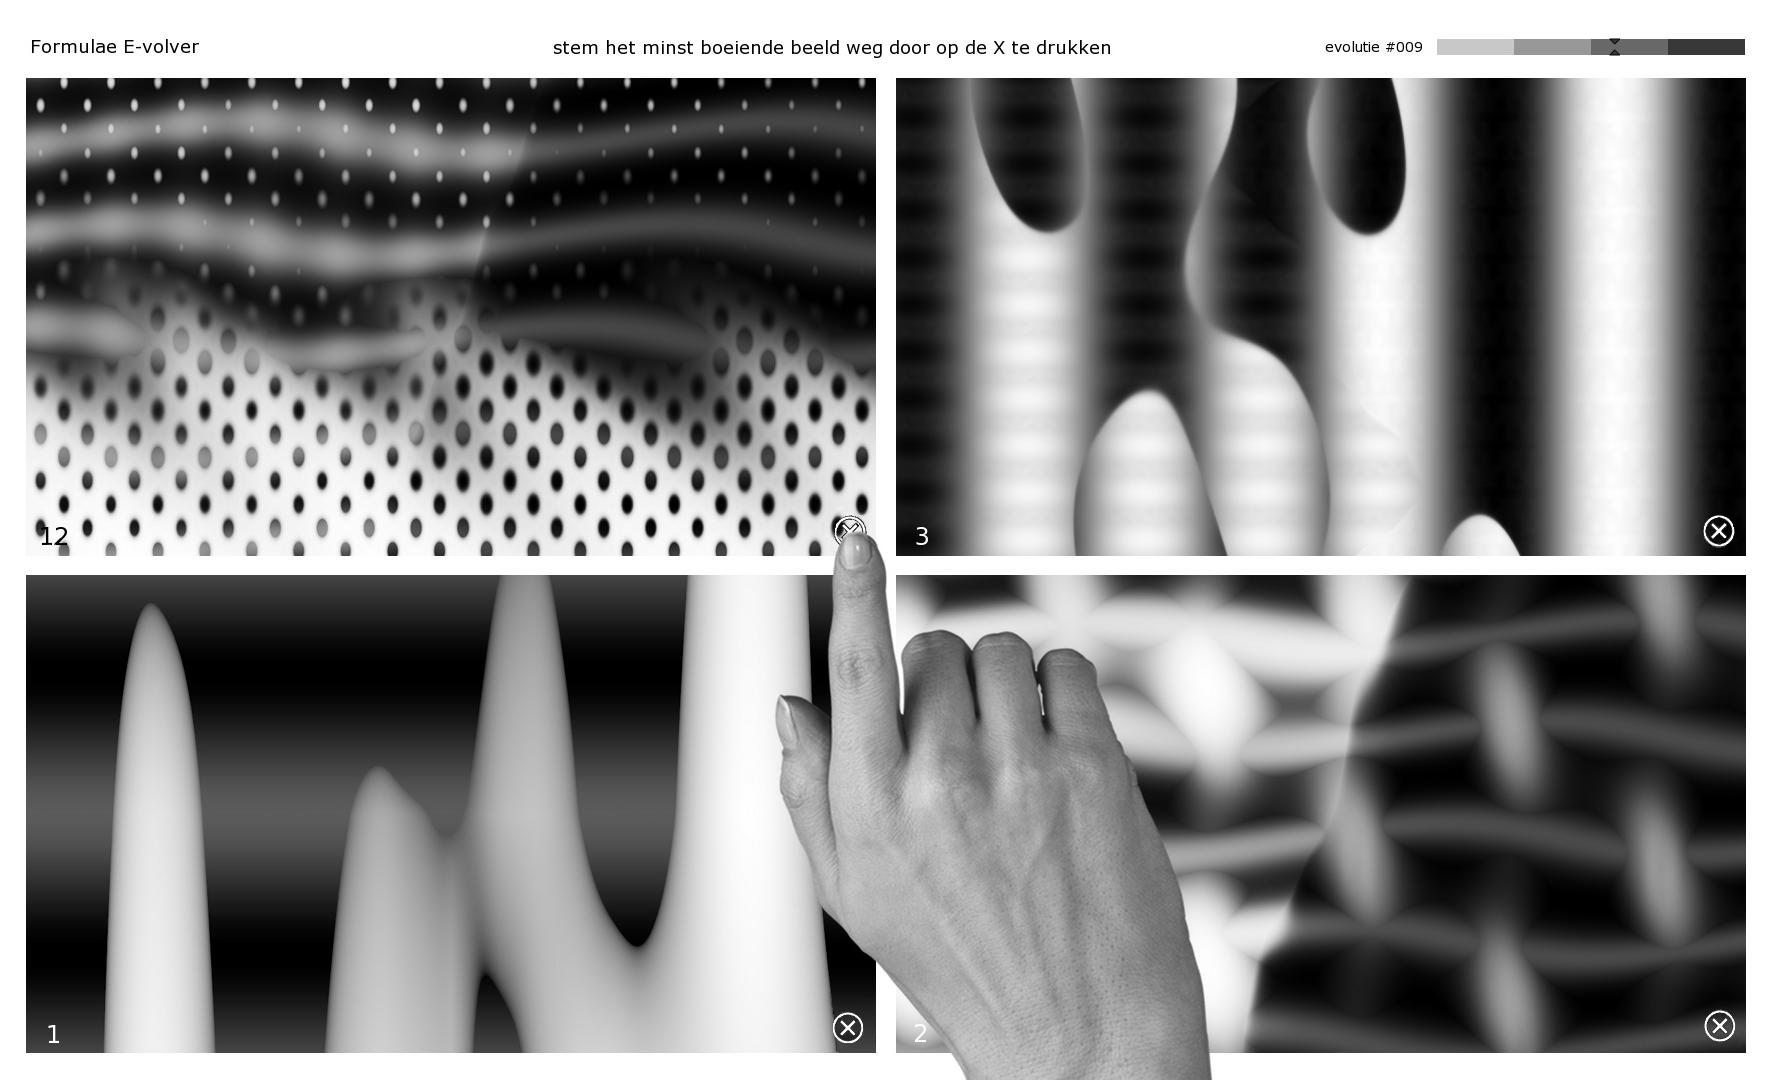 Formulae E-volver
stem het minst boeiende beeld weg door op de X te drukken
evolutie #009
12
3
1
2